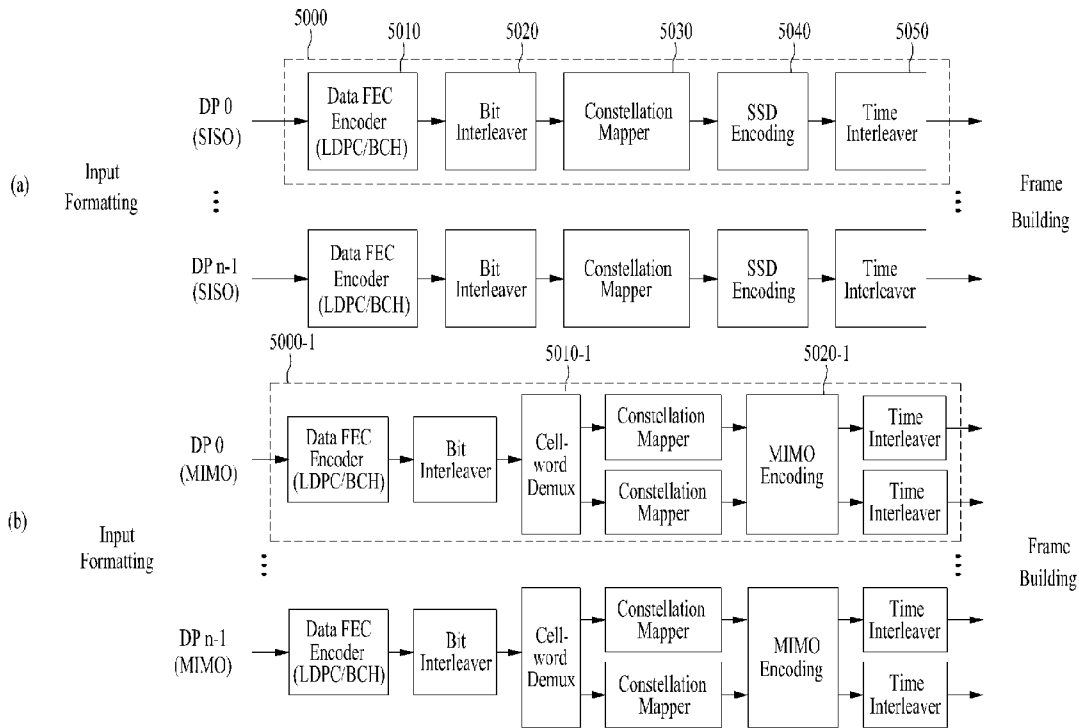 5000
5010
5020
5030
5040
5050
(a)
Input
Formatting
DP 0
(SISO)
Data FEC
Encoder
(LDPC/BCH)
Bit
Interleaver
Constellation
Mapper
SSD
Encoding
Time
Interleaver
Frame
Building
DP n-1
(SISO)
Data FEC
Encoder
(LDPC/BCH)
Bit
Interleaver
Constellation
Mapper
SSD
Encoding
Time
Interleaver
5000-1
5010-1
5020-1
(b)
Input
Formatting
DP 0
(MIMO)
Data FEC
Encoder
(LDPC/BCH)
Bit
Interleaver
Cell-
word
Demux
Constellation
Mapper
Constellation
Mapper
MIMO
Encoding
Time
Interleaver
Time
Interleaver
Frame
Building
DP n-1
(MIMO)
Data FEC
Encoder
(LDPC/BCH)
Bit
Interleaver
Cell-
word
Demux
Constellation
Mapper
Constellation
Mapper
MIMO
Encoding
Time
Interleaver
Time
Interleaver